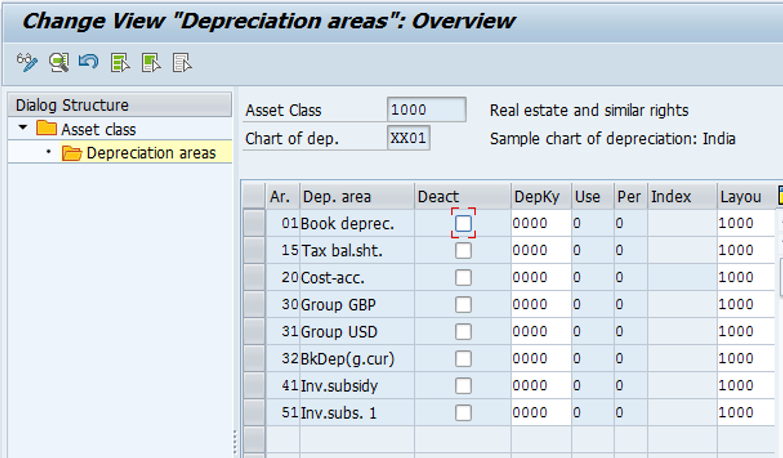 Change View "Depreciation areas": Overview
Dialog Structure
Asset class
Depreciation areas
Asset Class 1000 Real estate and similar rights
Chart of dep. XX01 Sample chart of depreciation: India
Ar. Dep. area Deact DepKy Use Per Index Layou
01 Book deprec. 0000 0 0 1000
15 Tax bal.sht. 0000 0 0 1000
20 Cost-acc. 0000 0 0 1000
30 Group GBP 0000 0 0 1000
31 Group USD 0000 0 0 1000
32 BkDep(g.cur) 0000 0 0 1000
41 Inv.subsidy 0000 0 0 1000
51 Inv.subs. 1 0000 0 0 1000